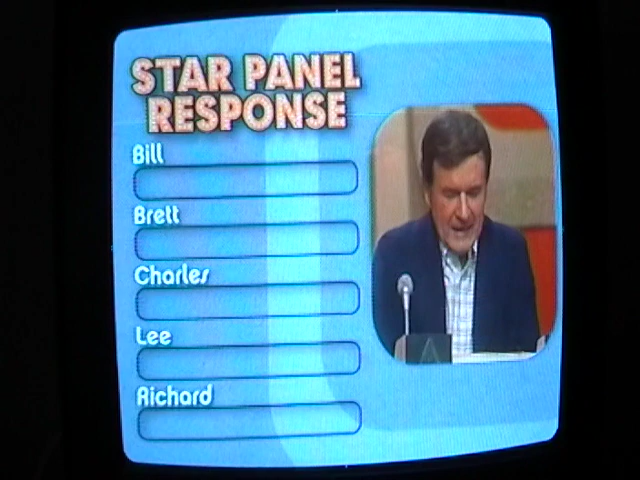 STAR PANEL
RESPONSE
Bill
Brett
Charles
Lee
Richard